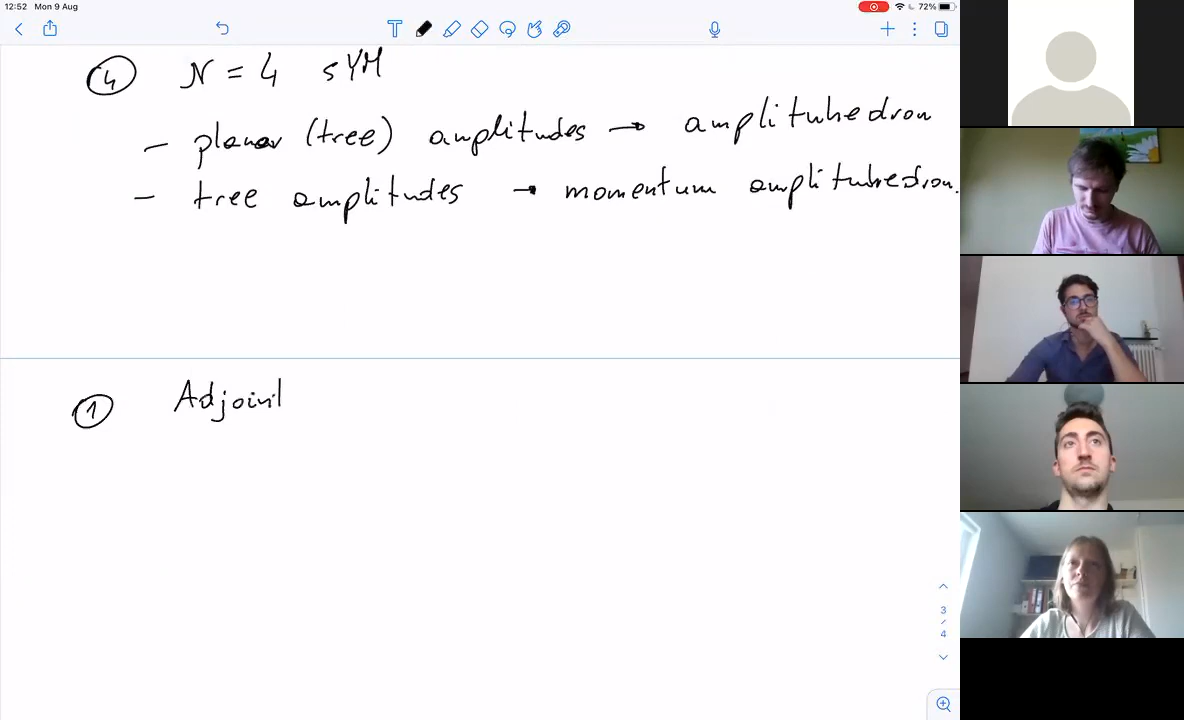 12:52 Mon 9 Aug
72%
④ N = 4 SYM
– planar (tree) amplitudes → amplituhedron
– tree amplitudes → momentum amplituhedron.
① Adjoint
3
/
4